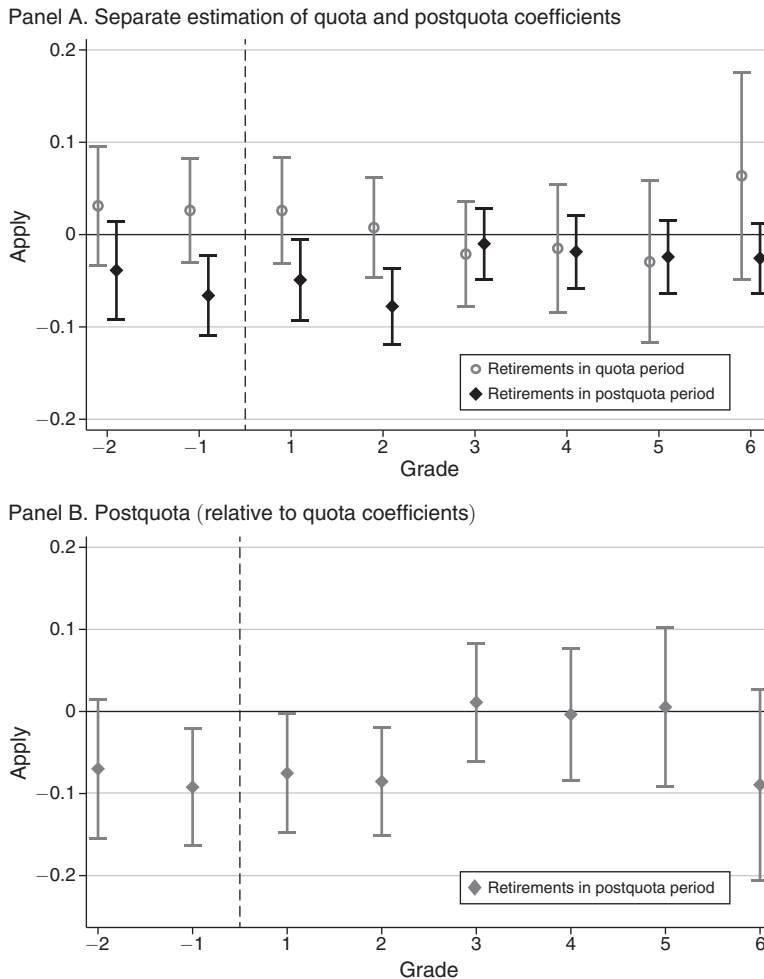 Panel A. Separate estimation of quota and postquota coefficients
0.2
0.1
0
−0.1
−0.2
Apply
Retirements in quota period
Retirements in postquota period
−2 −1 1 2 3 4 5 6
Grade
Panel B. Postquota (relative to quota coefficients)
0.2
0.1
0
−0.1
−0.2
Apply
Retirements in postquota period
−2 −1 1 2 3 4 5 6
Grade